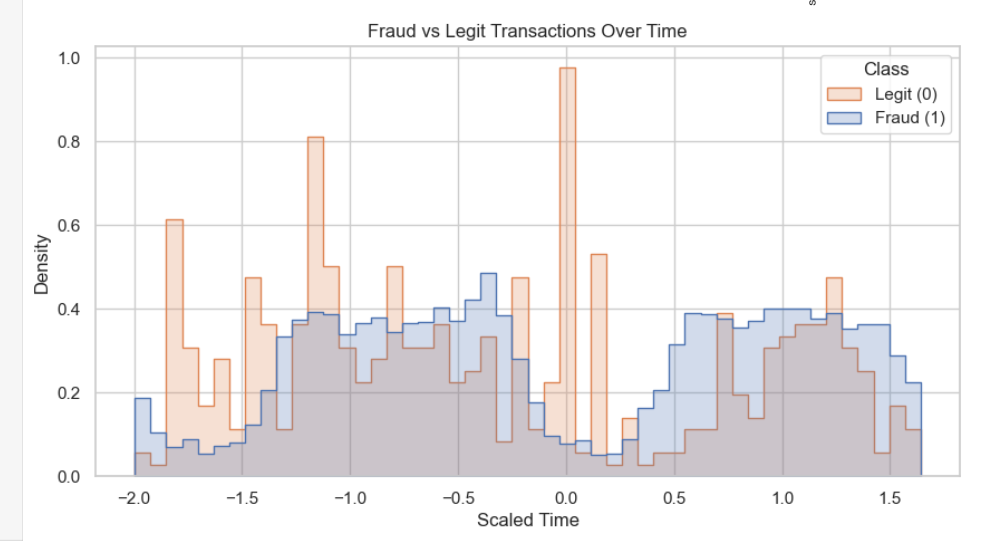 s
Fraud vs Legit Transactions Over Time
Class
Legit (0)
Fraud (1)
Density
1.0
0.8
0.6
0.4
0.2
0.0
−2.0 −1.5 −1.0 −0.5 0.0 0.5 1.0 1.5
Scaled Time